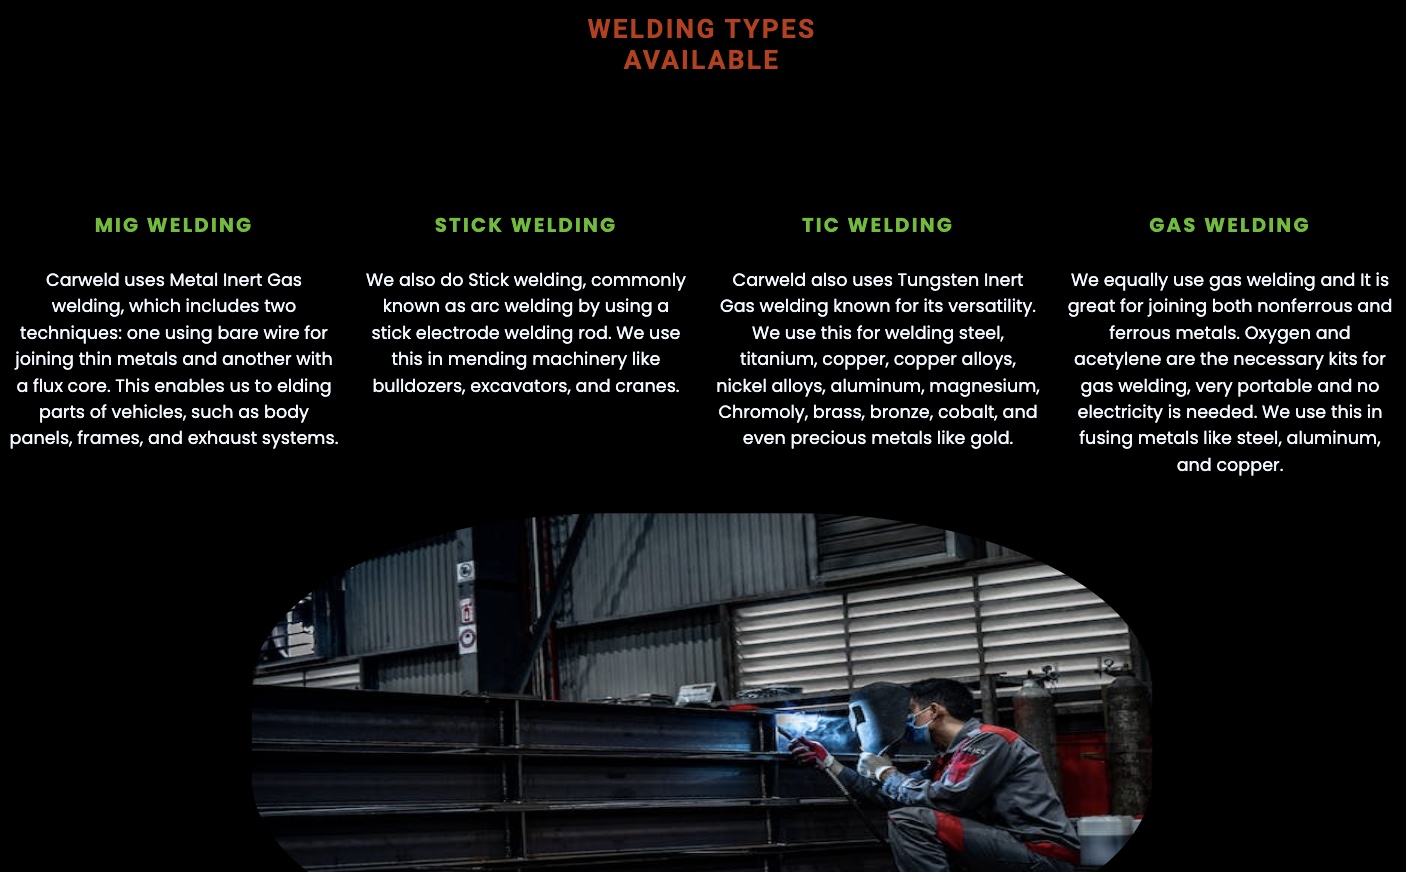 WELDING TYPES
AVAILABLE
MIG WELDING
Carweld uses Metal Inert Gas
welding, which includes two
techniques: one using bare wire for
joining thin metals and another with
a flux core. This enables us to elding
parts of vehicles, such as body
panels, frames, and exhaust systems.
STICK WELDING
We also do Stick welding, commonly
known as arc welding by using a
stick electrode welding rod. We use
this in mending machinery like
bulldozers, excavators, and cranes.
TIC WELDING
Carweld also uses Tungsten Inert
Gas welding known for its versatility.
We use this for welding steel,
titanium, copper, copper alloys,
nickel alloys, aluminum, magnesium,
Chromoly, brass, bronze, cobalt, and
even precious metals like gold.
GAS WELDING
We equally use gas welding and It is
great for joining both nonferrous and
ferrous metals. Oxygen and
acetylene are the necessary kits for
gas welding, very portable and no
electricity is needed. We use this in
fusing metals like steel, aluminum,
and copper.